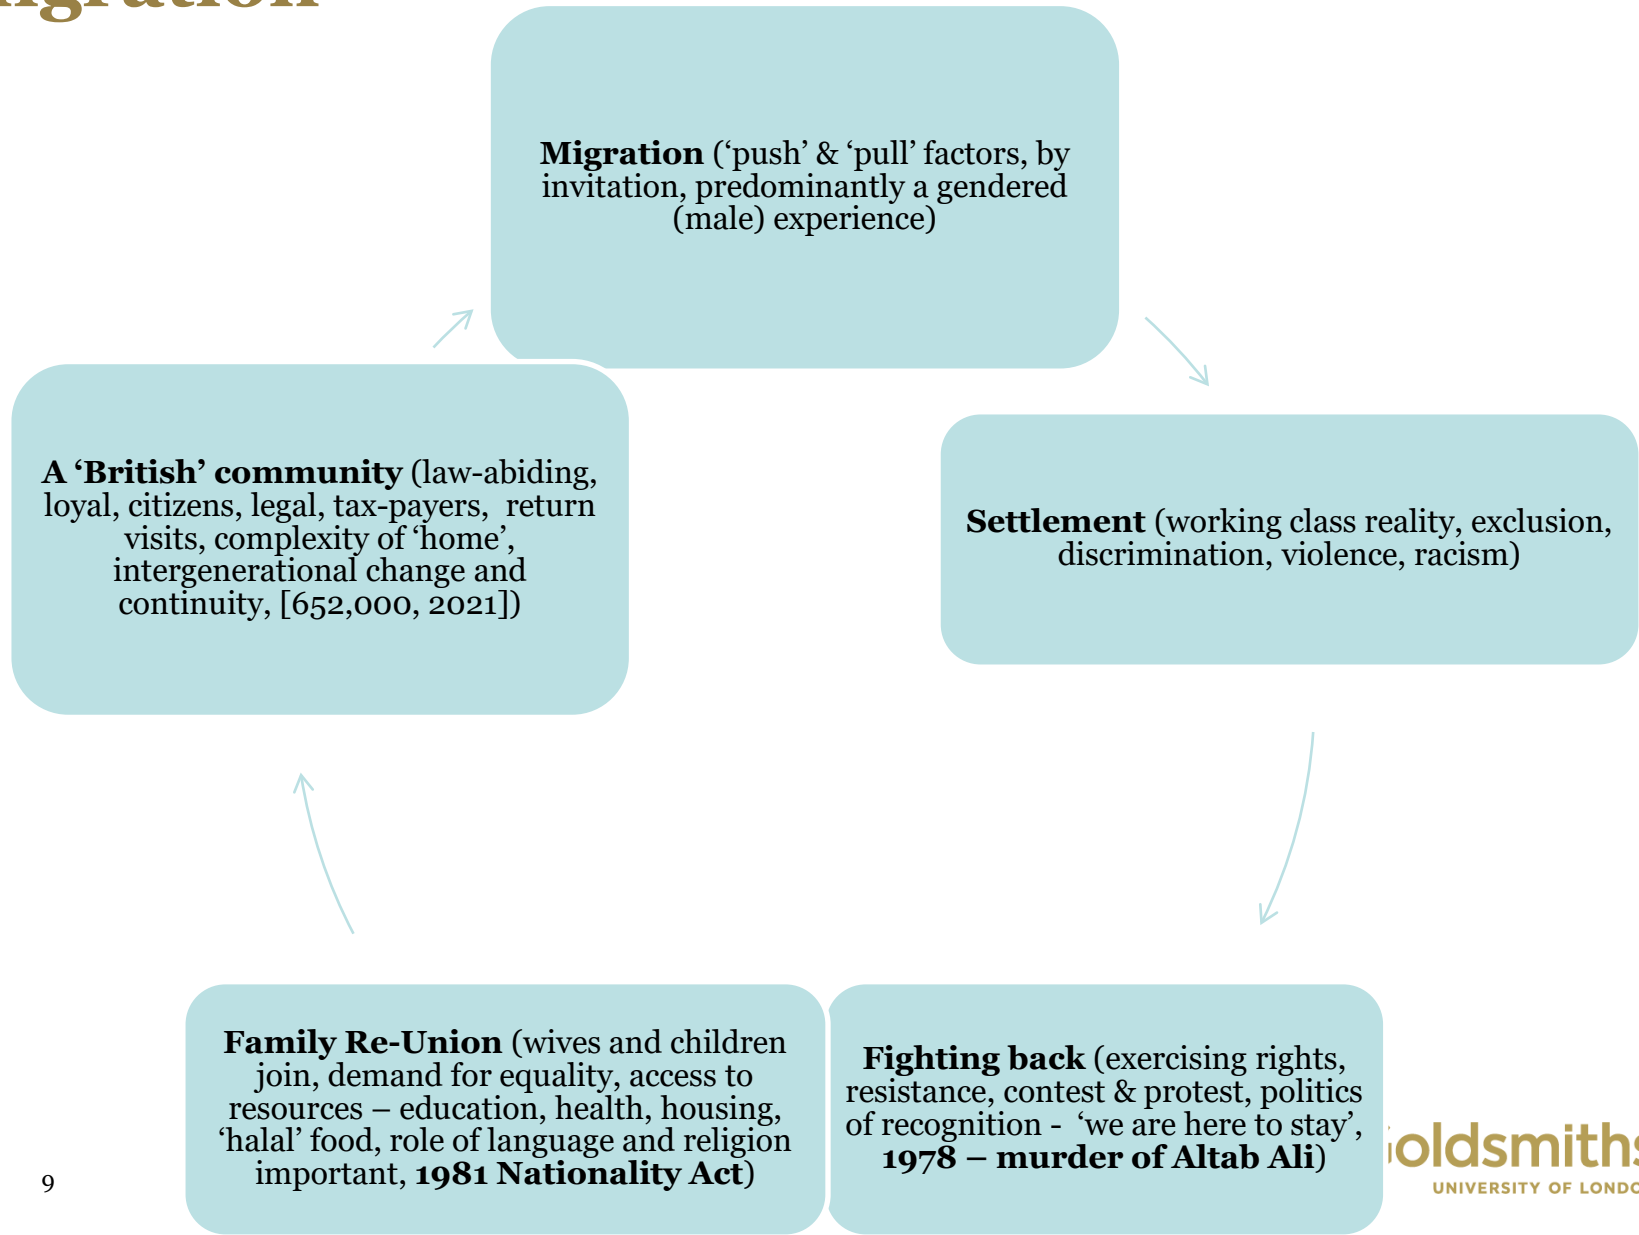 Migration (‘push’ & ‘pull’ factors, by
invitation, predominantly a gendered
(male) experience)
Settlement (working class reality, exclusion,
discrimination, violence, racism)
Fighting back (exercising rights,
resistance, contest & protest, politics
of recognition - ‘we are here to stay’,
1978 – murder of Altab Ali)
Family Re-Union (wives and children
join, demand for equality, access to
resources – education, health, housing,
‘halal’ food, role of language and religion
important, 1981 Nationality Act)
A ‘British’ community (law-abiding,
loyal, citizens, legal, tax-payers,  return
visits, complexity of ‘home’,
intergenerational change and
continuity, [652,000, 2021])
9
oldsmiths
UNIVERSITY OF LONDO